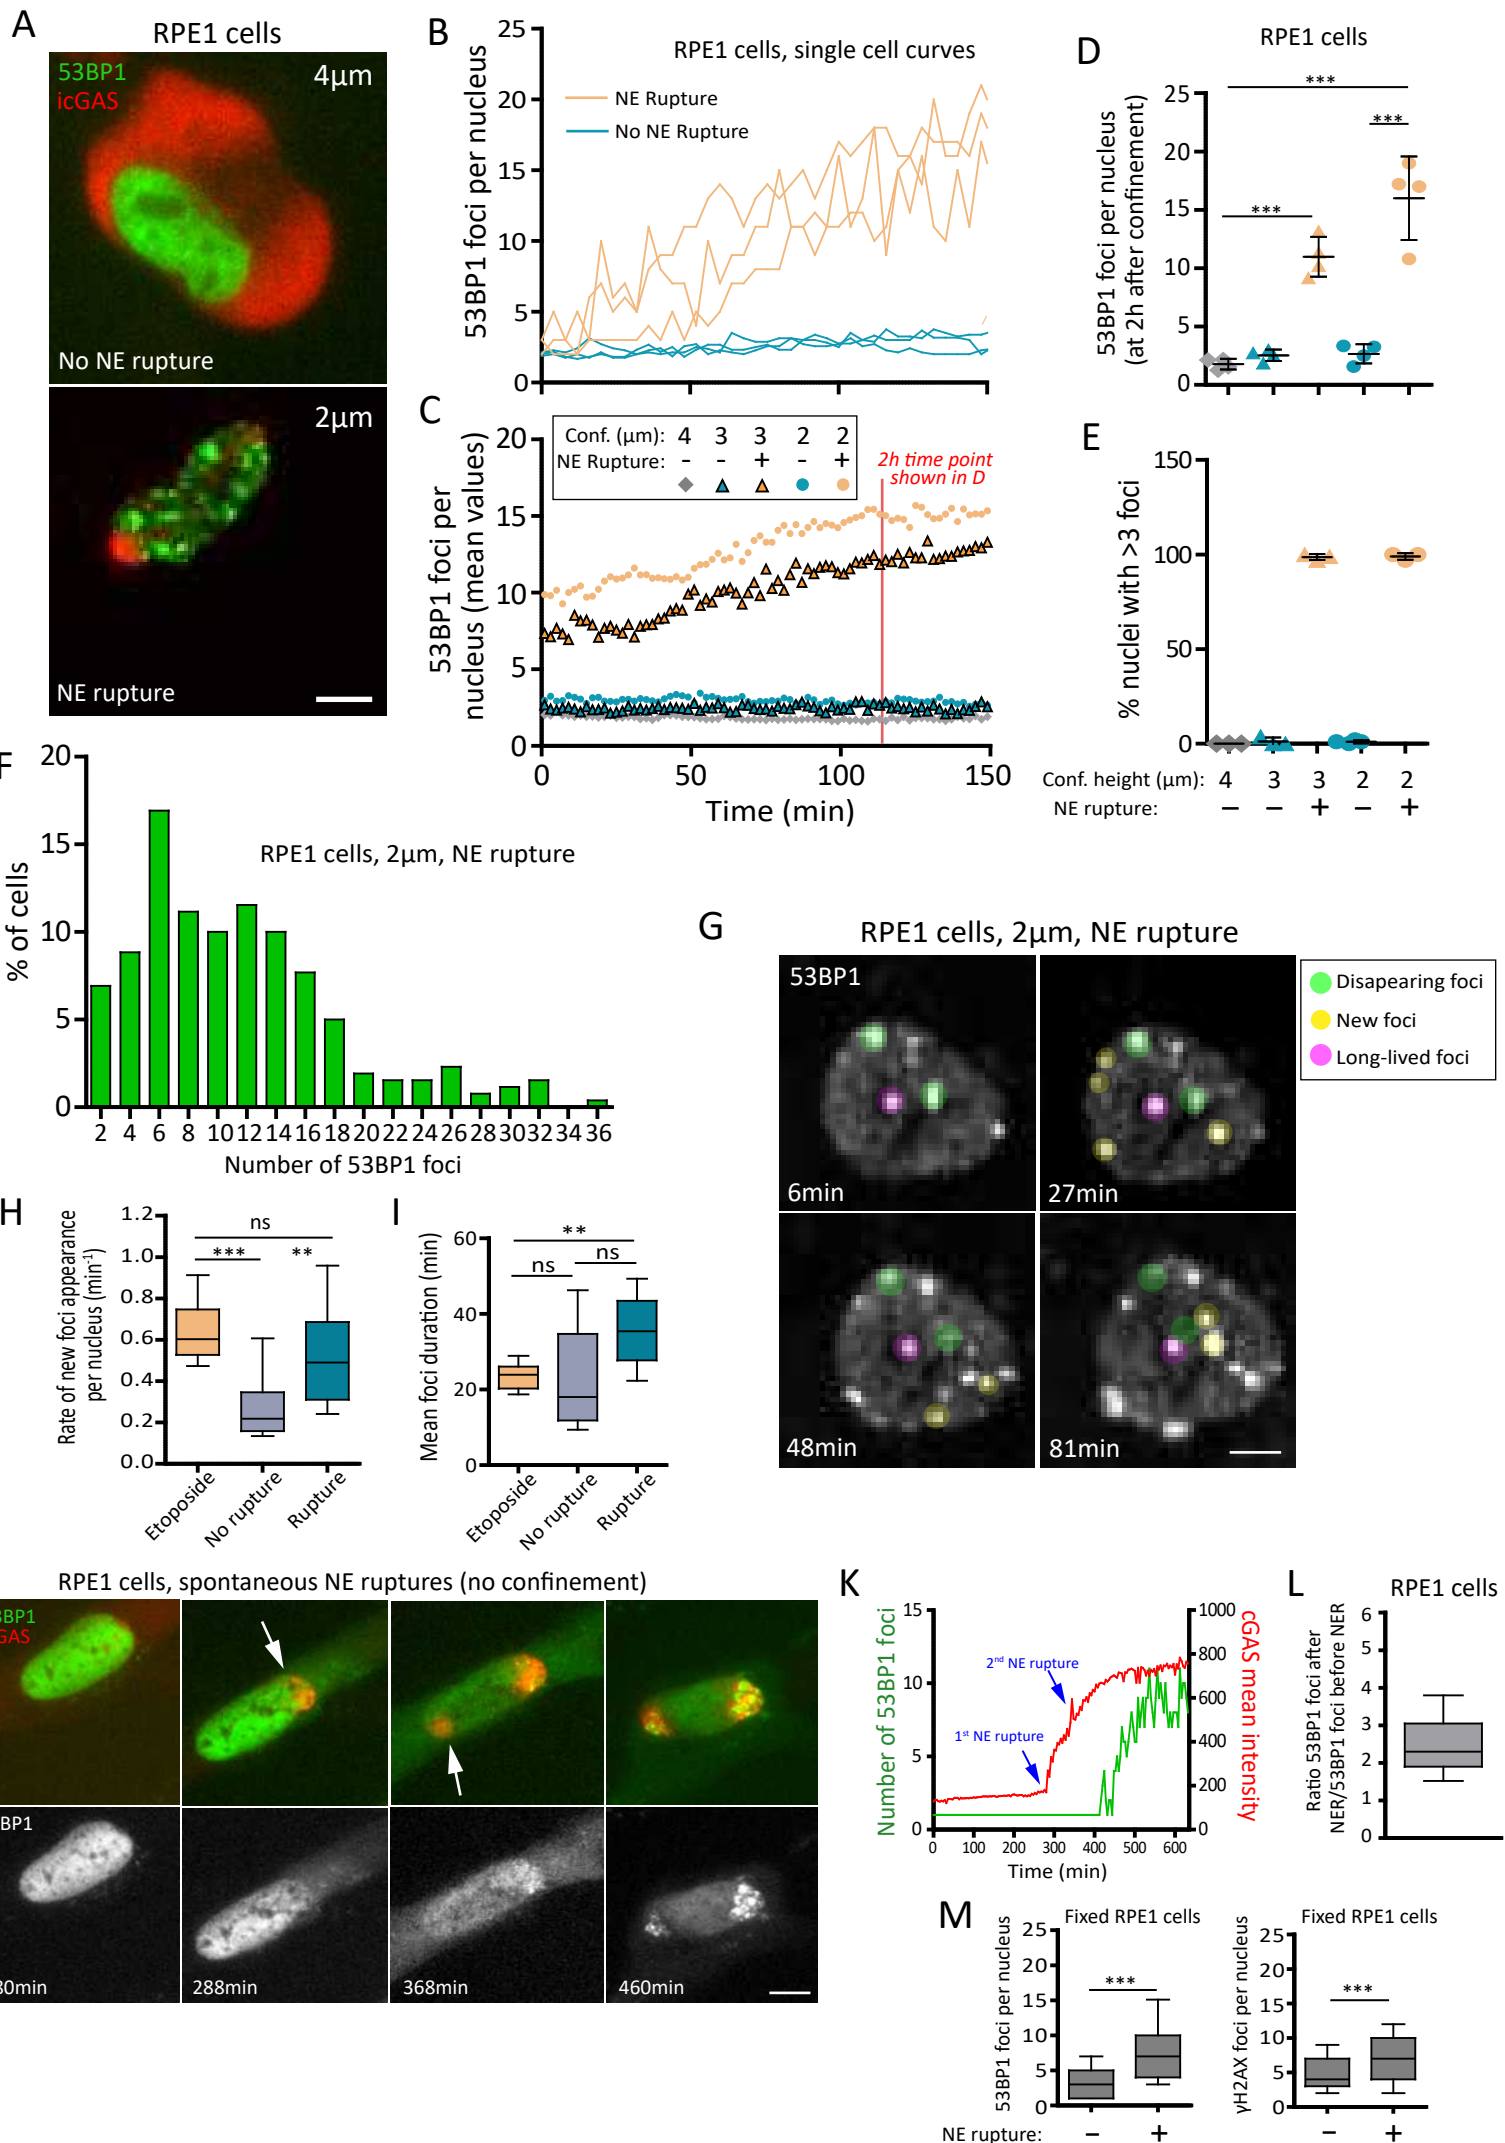 A
RPE1 cells
53BP1
icGAS
4µm
No NE rupture
2µm
NE rupture
B
RPE1 cells, single cell curves
NE Rupture
No NE Rupture
53BP1 foci per nucleus
25
20
15
10
5
0
C
Conf. (µm): 4 3 3 2 2
NE Rupture: - - + - +
2h time point
shown in D
53BP1 foci per
nucleus (mean values)
20
15
10
5
0
0 50 100 150
Time (min)
D
RPE1 cells
53BP1 foci per nucleus
(at 2h after confinement)
25
20
15
10
5
0
***
***
***
E
% nuclei with >3 foci
150
100
50
0
Conf. height (µm): 4 3 3 2 2
NE rupture: − − + − +
F
RPE1 cells, 2µm, NE rupture
% of cells
20
15
10
5
0
2 4 6 8 10 12 14 16 18 20 22 24 26 28 30 32 34 36
Number of 53BP1 foci
G
RPE1 cells, 2µm, NE rupture
53BP1
6min
27min
48min
81min
Disapearing foci
New foci
Long-lived foci
H
Rate of new foci appearance
per nucleus (min-1)
1.2
1.0
0.8
0.6
0.4
0.2
0.0
ns
*** **
Etoposide
No rupture
Rupture
I
Mean foci duration (min)
60
40
20
0
**
ns
ns
Etoposide
No rupture
Rupture
RPE1 cells, spontaneous NE ruptures (no confinement)
BP1
GAS
BP1
80min
288min
368min
460min
K
Number of 53BP1 foci
15
10
5
0
1st NE rupture
2nd NE rupture
1000
800
600
400
200
0
cGAS mean intensity
0 100 200 300 400 500 600
Time (min)
L
RPE1 cells
Ratio 53BP1 foci after
NER/53BP1 foci before NER
6
5
4
3
2
1
0
M
Fixed RPE1 cells
53BP1 foci per nucleus
25
20
15
10
5
0
***
NE rupture: − +
Fixed RPE1 cells
γH2AX foci per nucleus
25
20
15
10
5
0
***
− +